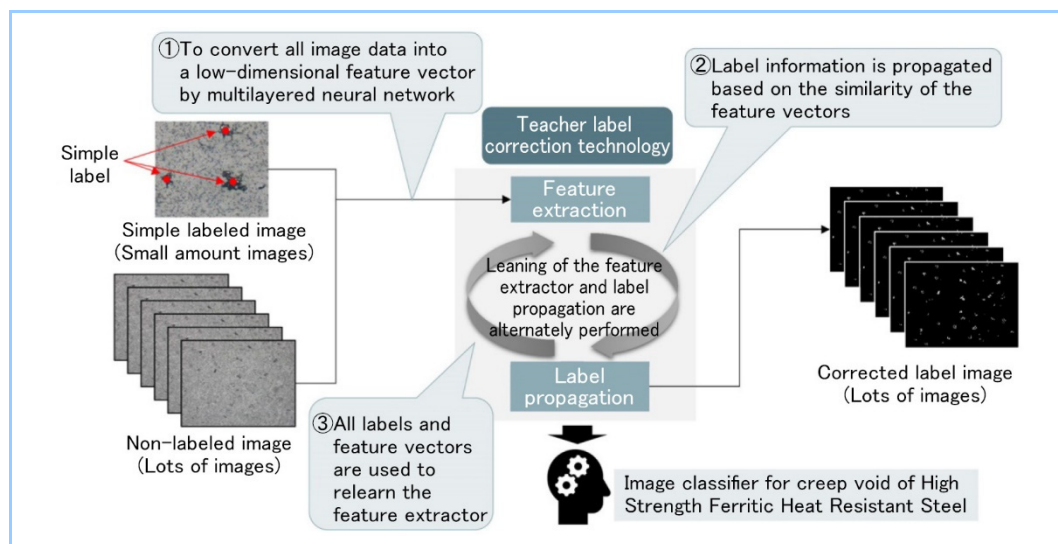 ①To convert all image data into
a low-dimensional feature vector
by multilayered neural network
②Label information is propagated
based on the similarity of the
feature vectors
Teacher label
correction technology
Simple
label
Feature
extraction
Simple labeled image
(Small amount images)
Leaning of the feature
extractor and label
propagation are
alternately performed
Label
propagation
Corrected label image
(Lots of images)
Non-labeled image
(Lots of images)
③All labels and
feature vectors
are used to
relearn the
feature extractor
Image classifier for creep void of High
Strength Ferritic Heat Resistant Steel